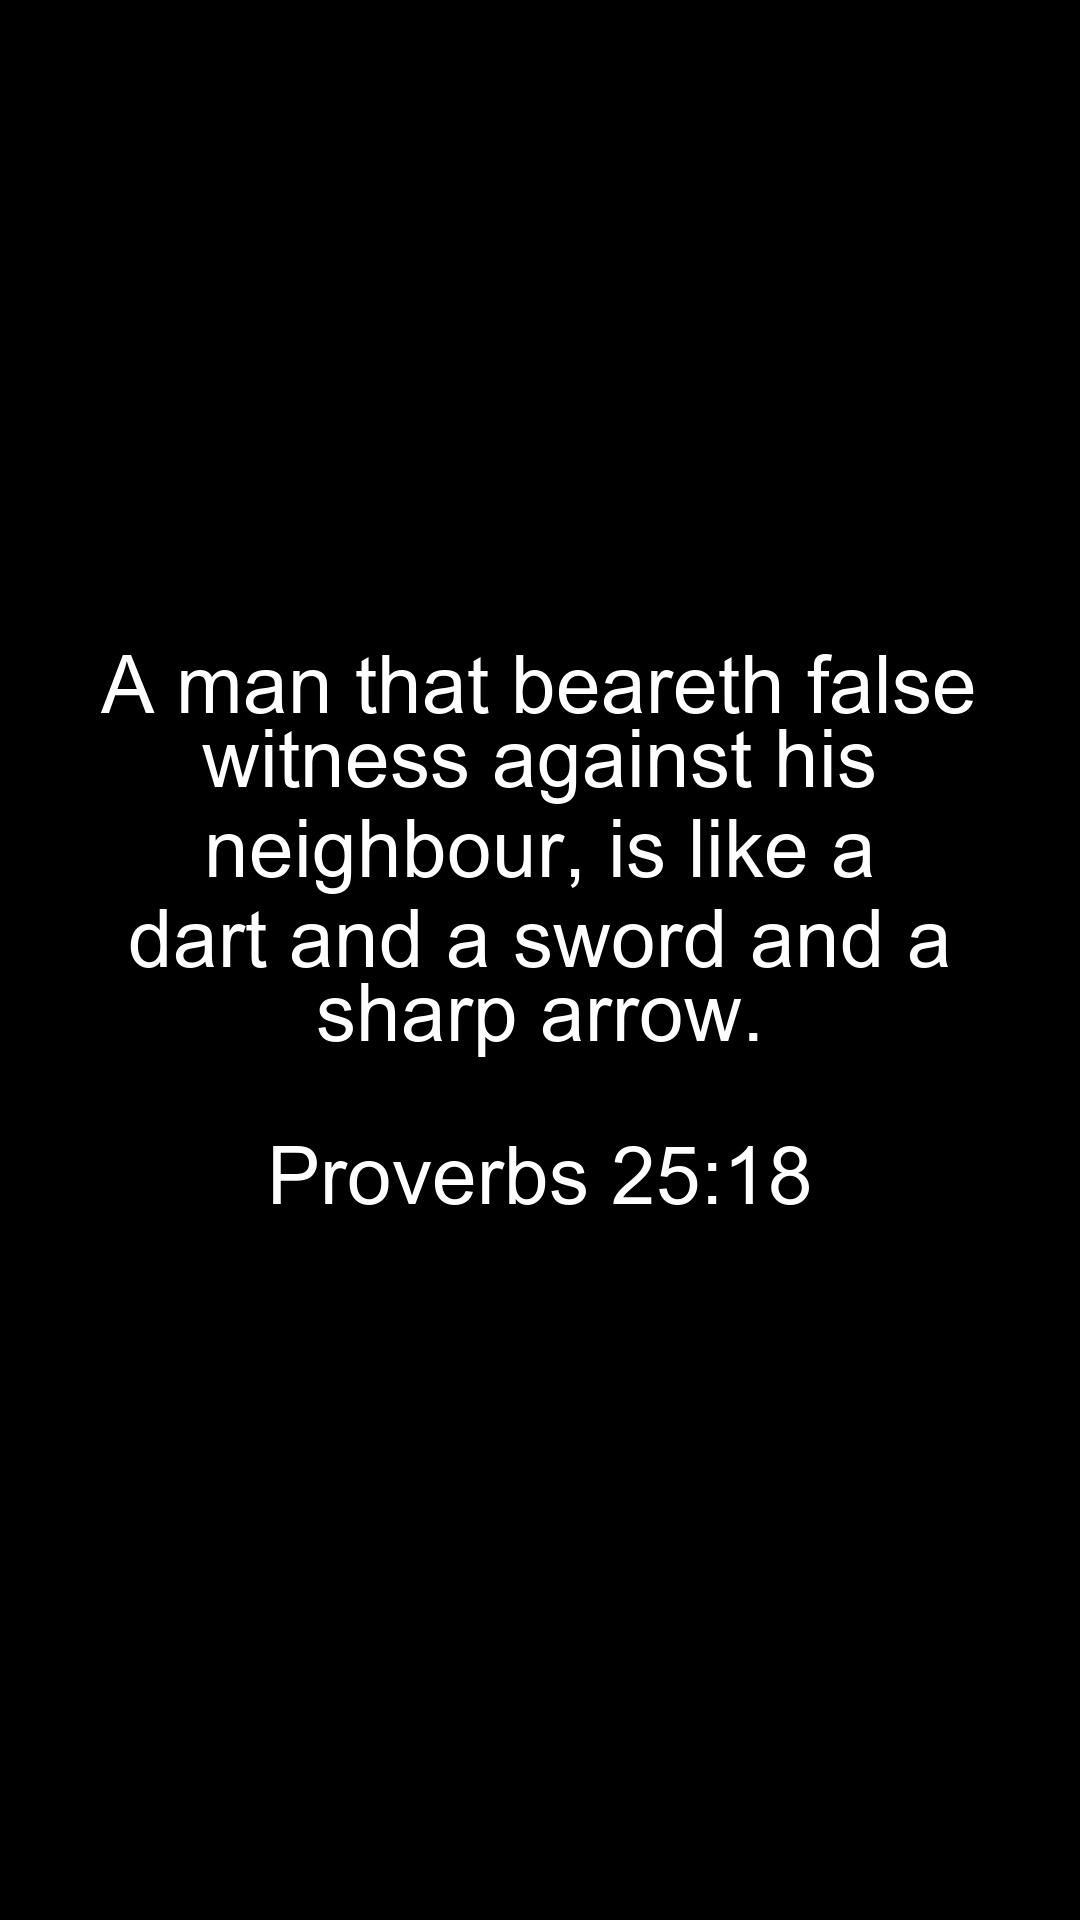 A man that beareth false
witness against his
neighbour, is like a
dart and a sword and a
sharp arrow.
Proverbs 25:18